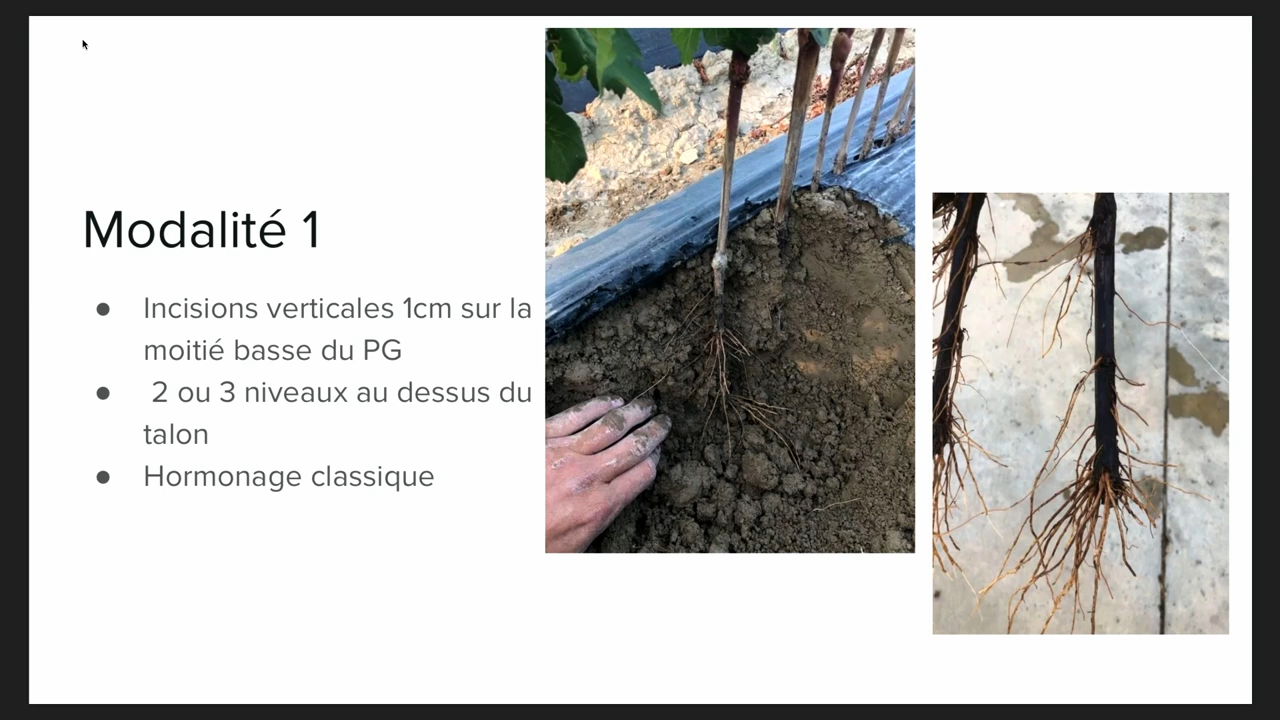 Modalité 1
● Incisions verticales 1cm sur la
moitié basse du PG
● 2 ou 3 niveaux au dessus du
talon
● Hormonage classique